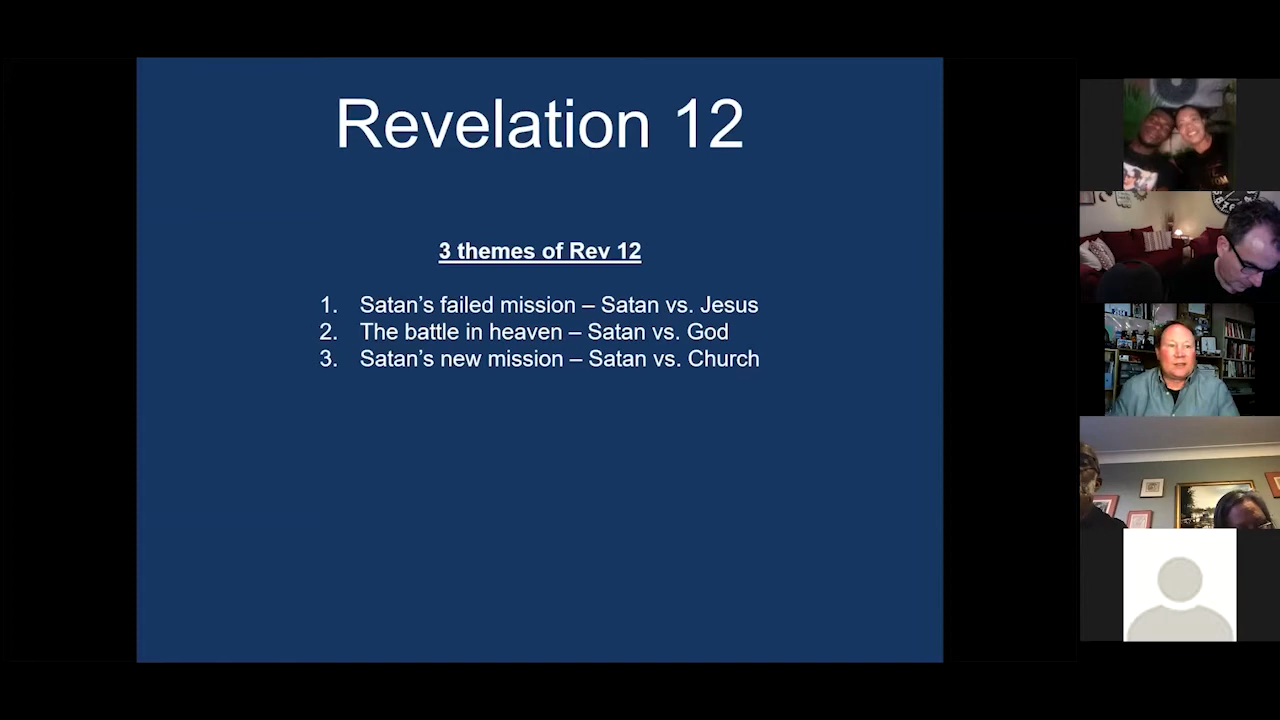 Revelation 12
3 themes of Rev 12
1. Satan’s failed mission – Satan vs. Jesus
2. The battle in heaven – Satan vs. God
3. Satan’s new mission – Satan vs. Church